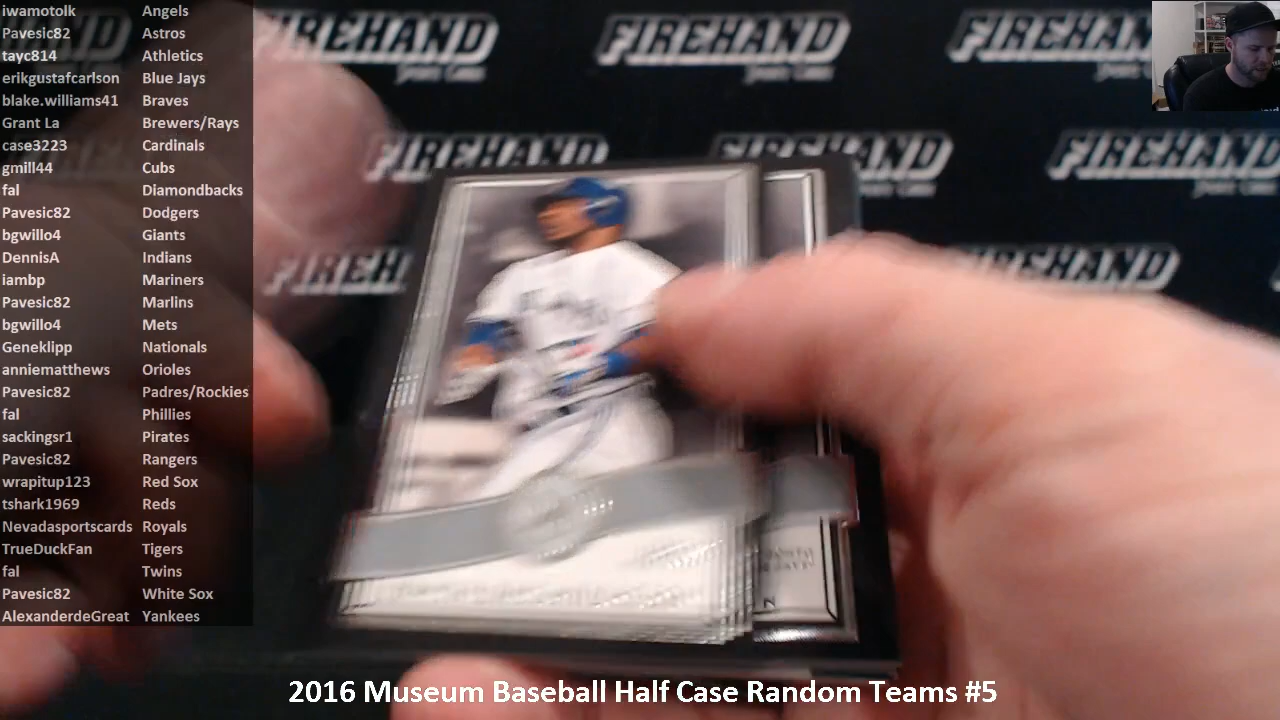 iwamotolk Angels
Pavesic82 Astros
tayc814 Athletics
erikgustafcarlson Blue Jays
blake.williams41 Braves
Grant La Brewers/Rays
case3223 Cardinals
gmill44 Cubs
fal Diamondbacks
Pavesic82 Dodgers
bgwillo4 Giants
DennisA Indians
iambp Mariners
Pavesic82 Marlins
bgwillo4 Mets
Geneklipp Nationals
anniematthews Orioles
Pavesic82 Padres/Rockies
fal Phillies
sackingsr1 Pirates
Pavesic82 Rangers
wrapitup123 Red Sox
tshark1969 Reds
Nevadasportscards Royals
TrueDuckFan Tigers
fal Twins
Pavesic82 White Sox
AlexanderdeGreat Yankees
FIREHAND FIREHAND FIREHAND
FIREHAND FIREHAND FIREHAND
FIREH
2016 Museum Baseball Half Case Random Teams #5